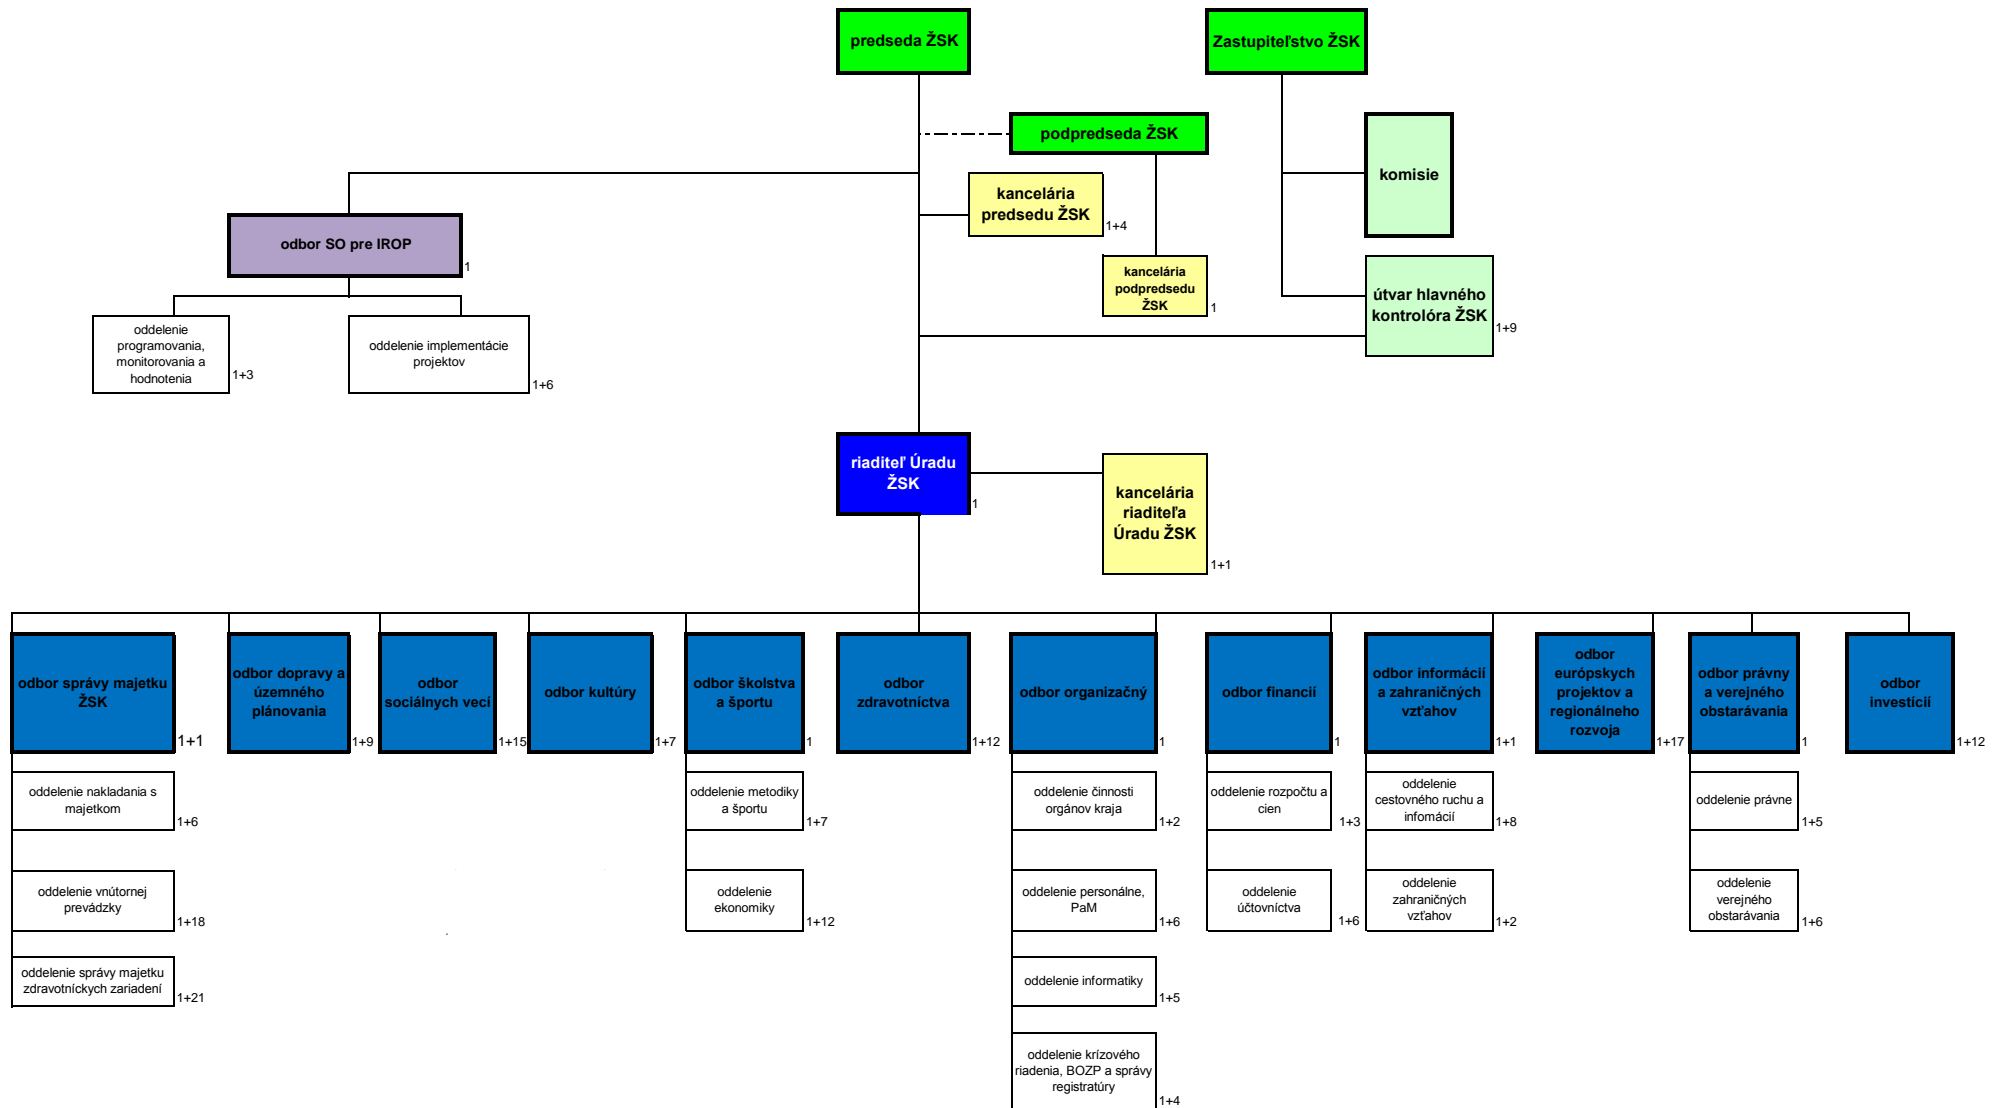 predseda ŽSK
Zastupiteľstvo ŽSK
podpredseda ŽSK
komisie
kancelária
predsedu ŽSK
1+4
odbor SO pre IROP
1
kancelária
podpredsedu
ŽSK
1
útvar hlavného
kontrolóra ŽSK
1+9
oddelenie
programovania,
monitorovania a
hodnotenia
1+3
oddelenie implementácie
projektov
1+6
riaditeľ Úradu
ŽSK
1
kancelária
riaditeľa
Úradu ŽSK
1+1
odbor správy majetku
ŽSK
1+1
odbor dopravy a
územného
plánovania
1+9
odbor
sociálnych vecí
1+15
odbor kultúry
1+7
odbor školstva
a športu
1
odbor
zdravotníctva
1+12
odbor organizačný
1
odbor financií
1
odbor informácií
a zahraničných
vzťahov
1+1
odbor
európskych
projektov a
regionálneho
rozvoja
1+17
odbor právny
a verejného
obstarávania
1
odbor
investícií
1+12
oddelenie nakladania s
majetkom
1+6
oddelenie metodiky
a športu
1+7
oddelenie činnosti
orgánov kraja
1+2
oddelenie rozpočtu a
cien
1+3
oddelenie
cestovného ruchu a
infomácií
1+8
oddelenie právne
1+5
oddelenie vnútornej
prevádzky
1+18
oddelenie
ekonomiky
1+12
oddelenie personálne,
PaM
1+6
oddelenie
účtovníctva
1+6
oddelenie
zahraničných
vzťahov
1+2
oddelenie
verejného
obstarávania
1+6
oddelenie správy majetku
zdravotníckych zariadení
1+21
oddelenie informatiky
1+5
oddelenie krízového
riadenia, BOZP a správy
registratúry
1+4